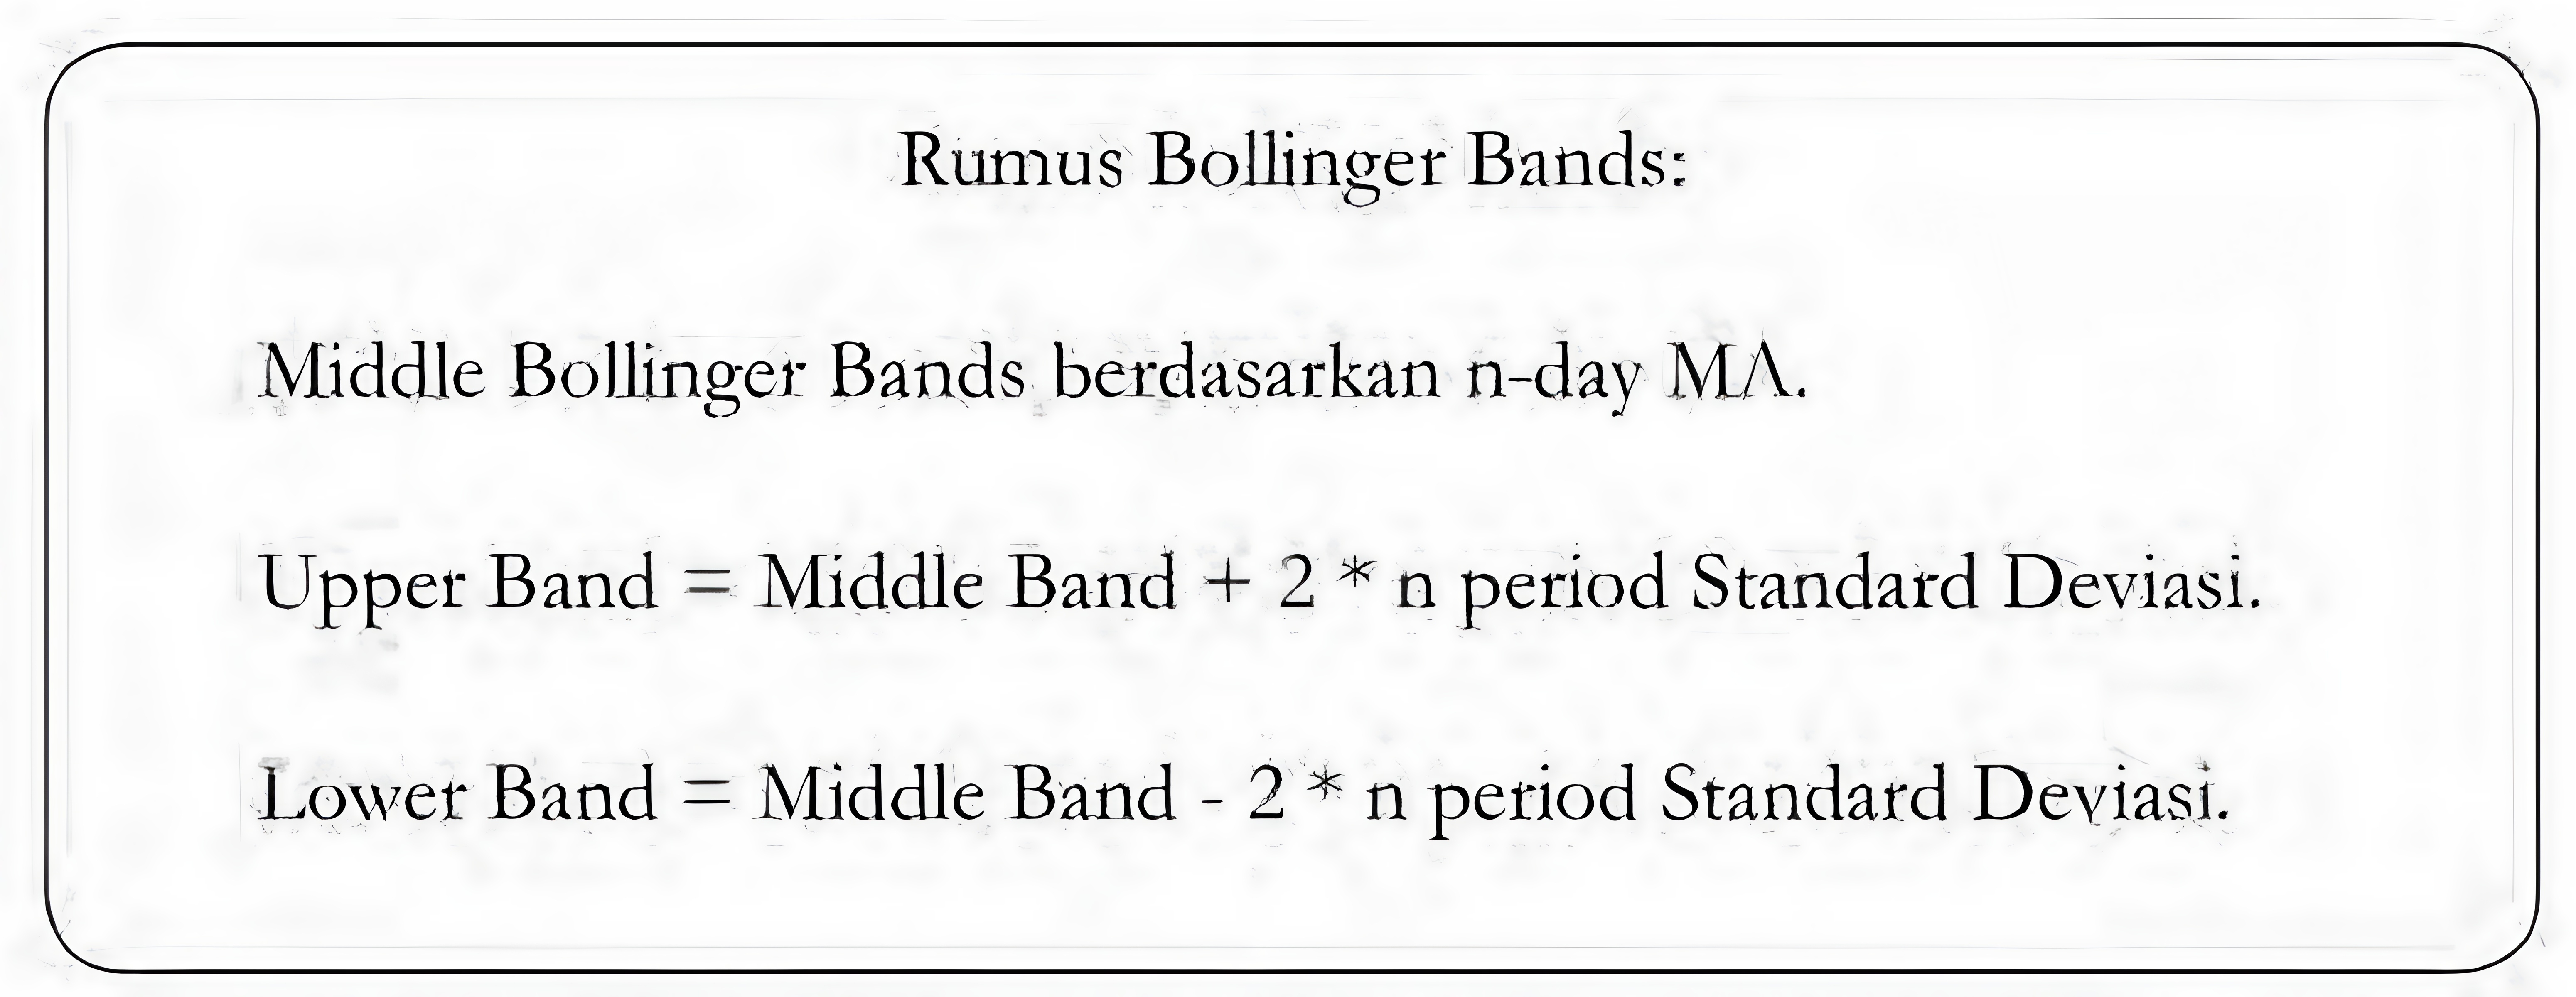 Rumus Bollinger Bands:
Middle Bollinger Bands berdasarkan n-day MA.
Upper Band = Middle Band + 2 * n period Standard Deviasi.
Lower Band = Middle Band - 2 * n period Standard Deviasi.